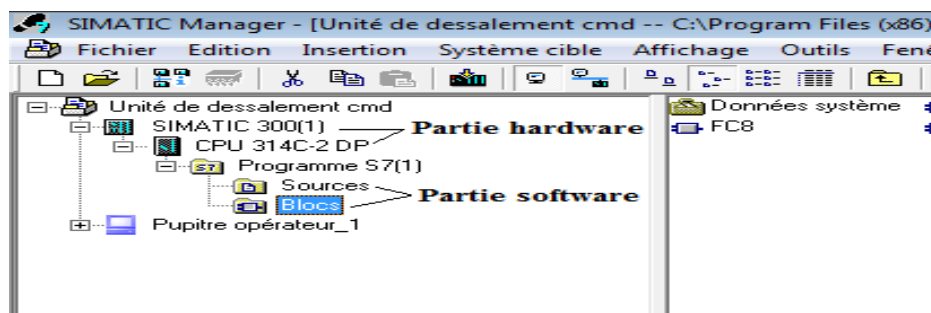 SIMATIC Manager - [Unité de dessalement cmd -- C:\Program Files (x86)
Fichier Edition Insertion Système cible Affichage Outils Fenê
Unité de dessalement cmd
SIMATIC 300(1)
Partie hardware
CPU 314C-2 DP
Programme S7(1)
Sources
Partie software
Blocs
Pupitre opérateur_1
Données système
FC8